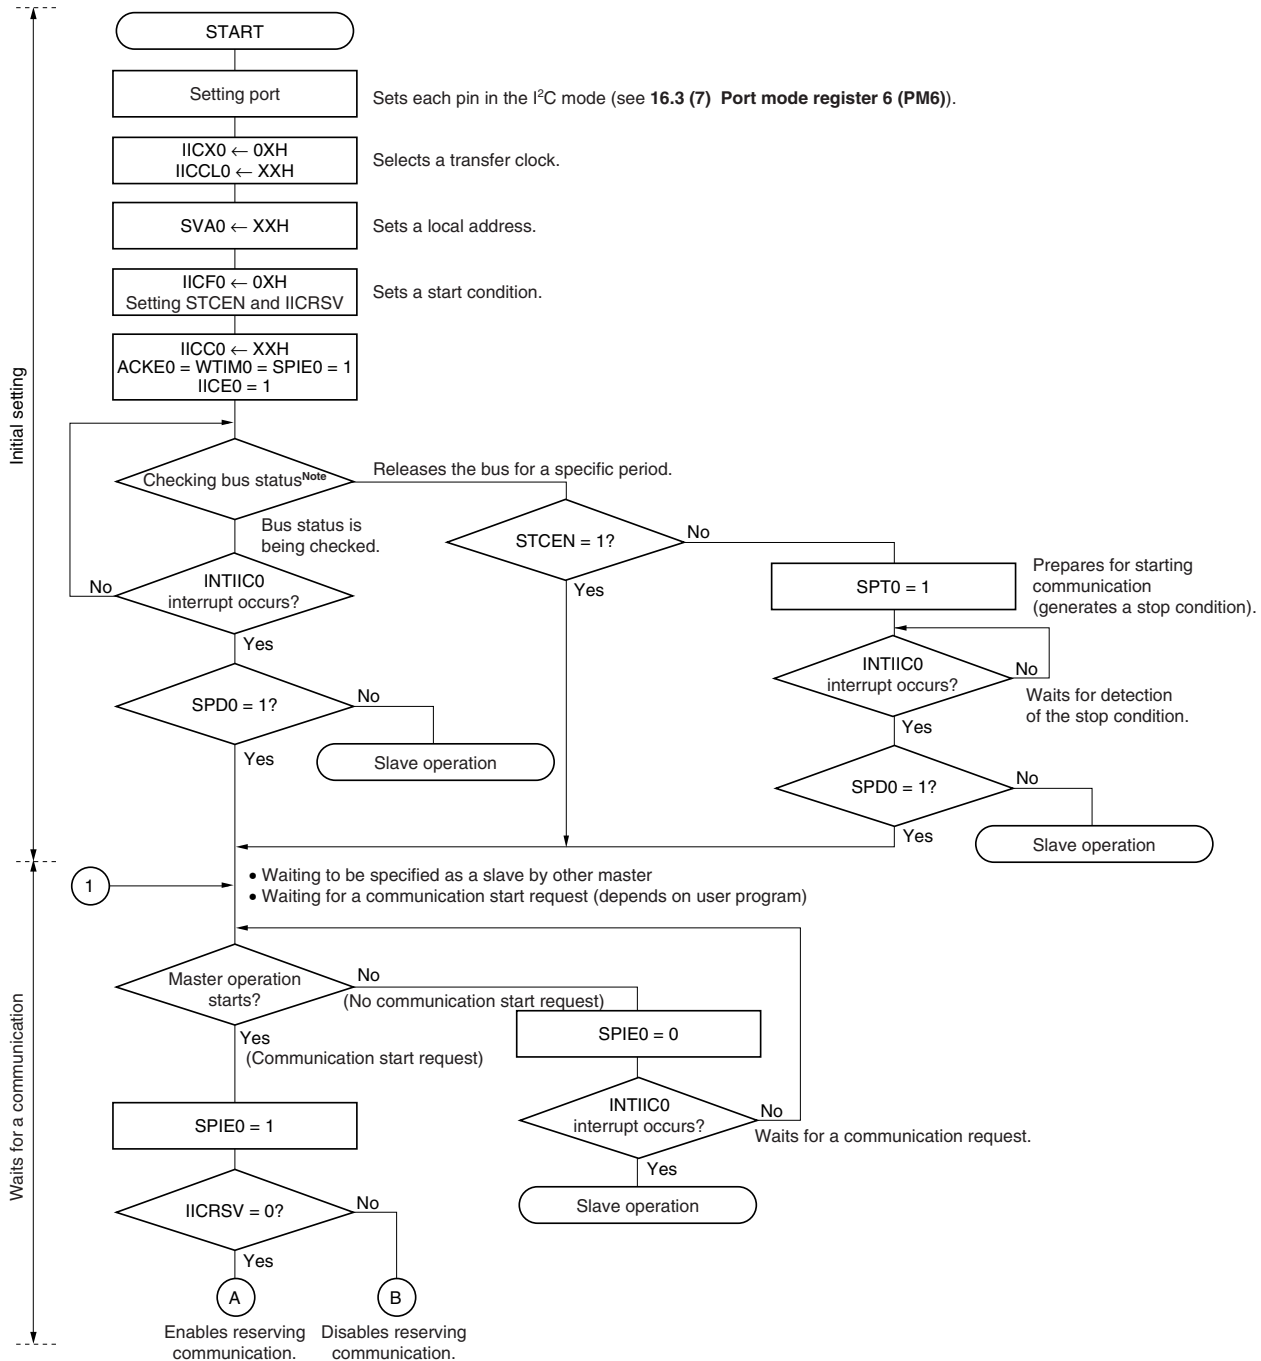 START
Setting port
Sets each pin in the I²C mode (see 16.3 (7) Port mode register 6 (PM6)).
IICX0 ← 0XH
IICCL0 ← XXH
Selects a transfer clock.
SVA0 ← XXH
Sets a local address.
IICF0 ← 0XH
Setting STCEN and IICRSV
Sets a start condition.
IICC0 ← XXH
ACKE0 = WTIM0 = SPIE0 = 1
IICE0 = 1
Initial setting
Checking bus statusNote
Releases the bus for a specific period.
Bus status is
being checked.
STCEN = 1?
No
Yes
SPT0 = 1
Prepares for starting
communication
(generates a stop condition).
INTIIC0
interrupt occurs?
No
Yes
INTIIC0
interrupt occurs?
No
Waits for detection
of the stop condition.
Yes
SPD0 = 1?
No
Yes
Slave operation
SPD0 = 1?
No
Yes
Slave operation
1
• Waiting to be specified as a slave by other master
• Waiting for a communication start request (depends on user program)
Waits for a communication
Master operation
starts?
No
(No communication start request)
Yes
(Communication start request)
SPIE0 = 0
INTIIC0
interrupt occurs?
No
Waits for a communication request.
Yes
Slave operation
SPIE0 = 1
IICRSV = 0?
No
Yes
A
B
Enables reserving
communication.
Disables reserving
communication.